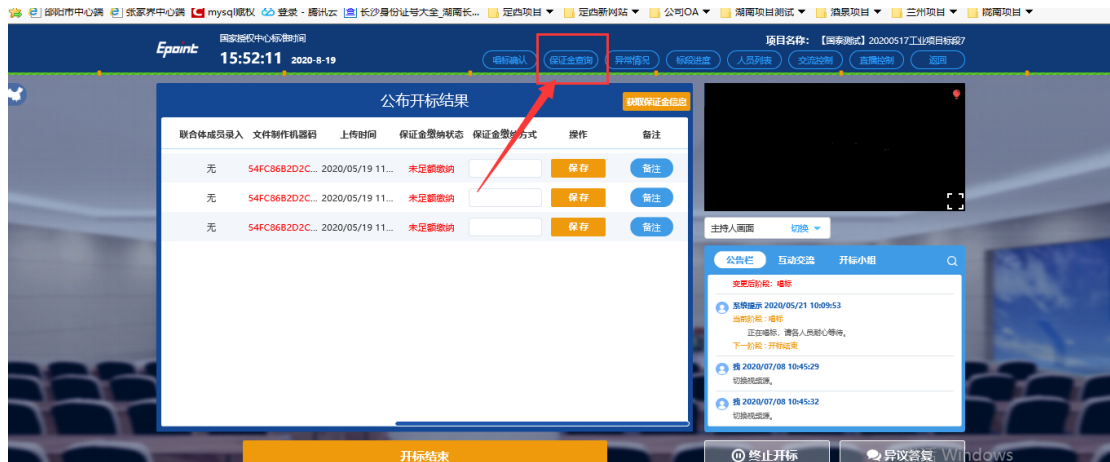 邵阳市中心端 张家界中心端 mysql赋权 登录 - 腾讯云 长沙身份证号大全_湖南长... 定西项目 定西新网站 公司OA 湖南项目测试 酒泉项目 兰州项目 陇南项目
Epoint
国家授权中心标准时间
15:52:11 2020-8-19
项目名称: 【国泰测试】20200517工业项目标段7
唱标确认 保证金查询 异常情况 标段进度 人员列表 交流控制 直播控制 返回
公布开标结果
获取保证金信息
联合体成员录入 文件制作机器码 上传时间 保证金缴纳状态 保证金缴纳方式 操作 备注
无 54FC86B2D2C... 2020/05/19 11... 未足额缴纳 保存 备注
无 54FC86B2D2C... 2020/05/19 11... 未足额缴纳 保存 备注
无 54FC86B2D2C... 2020/05/19 11... 未足额缴纳 保存 备注
开标结束
主持人画面 切换
公告栏 互动交流 开标小组
变更后阶段: 唱标
系统提示 2020/05/21 10:09:53
当前阶段: 唱标
正在唱标、请各人员耐心等待。
下一阶段: 开标结束
我 2020/07/08 10:45:29
切换视频源。
我 2020/07/08 10:45:32
切换视频源。
终止开标 异议答复 Windows